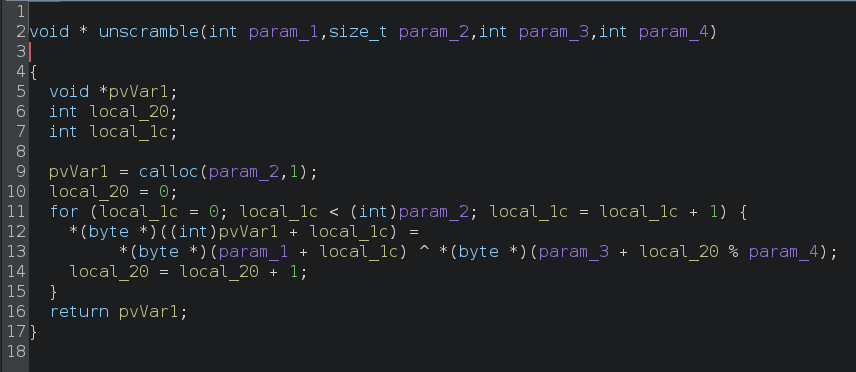 1
2 void * unscramble(int param_1,size_t param_2,int param_3,int param_4)
3
4 {
5   void *pvVar1;
6   int local_20;
7   int local_1c;
8
9   pvVar1 = calloc(param_2,1);
10   local_20 = 0;
11   for (local_1c = 0; local_1c < (int)param_2; local_1c = local_1c + 1) {
12     *(byte *)((int)pvVar1 + local_1c) =
13          *(byte *)(param_1 + local_1c) ^ *(byte *)(param_3 + local_20 % param_4);
14     local_20 = local_20 + 1;
15   }
16   return pvVar1;
17 }
18